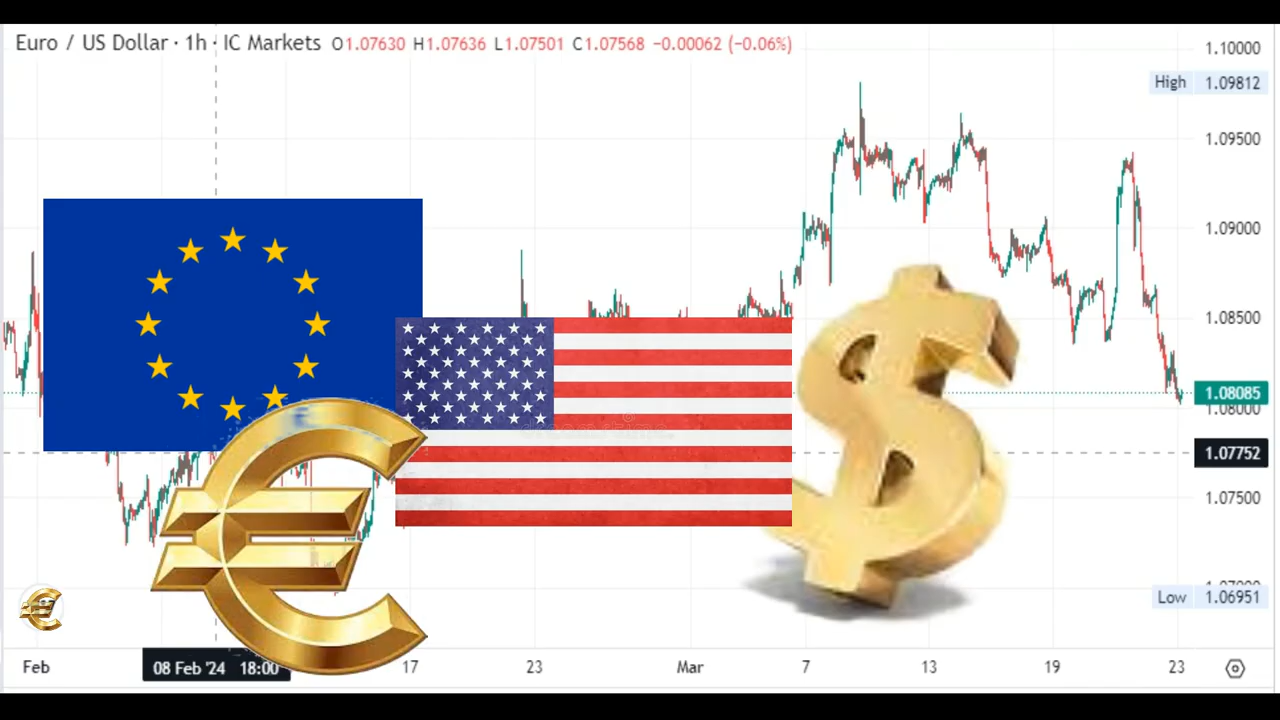 Euro / US Dollar · 1h · IC Markets O1.07630 H1.07636 L1.07501 C1.07568 −0.00062 (−0.06%)
1.10000
High 1.09812
1.09500
1.09000
1.08500
1.08085
1.08000
1.07752
1.07500
Low 1.06951
Feb 08 Feb '24 18:00 17 23 Mar 7 13 19 23